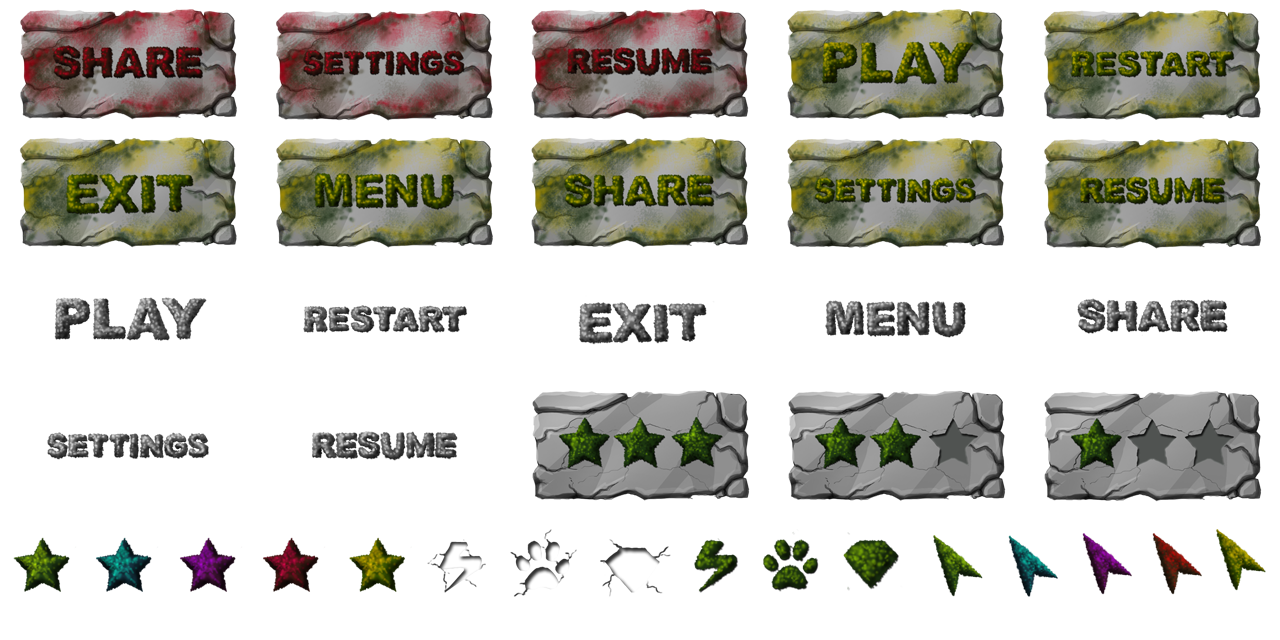 SHARE SETTINGS RESUME PLAY RESTART
EXIT MENU SHARE SETTINGS RESUME
PLAY RESTART EXIT MENU SHARE
SETTINGS RESUME